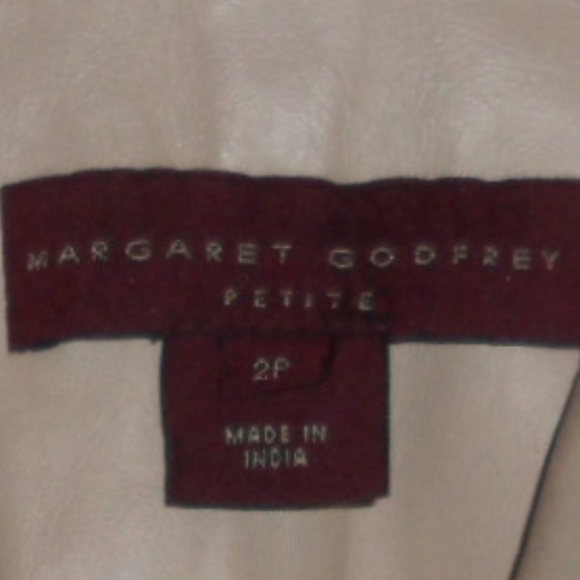 MARGARET GODFREY
PETITE
2P
MADE IN
INDIA